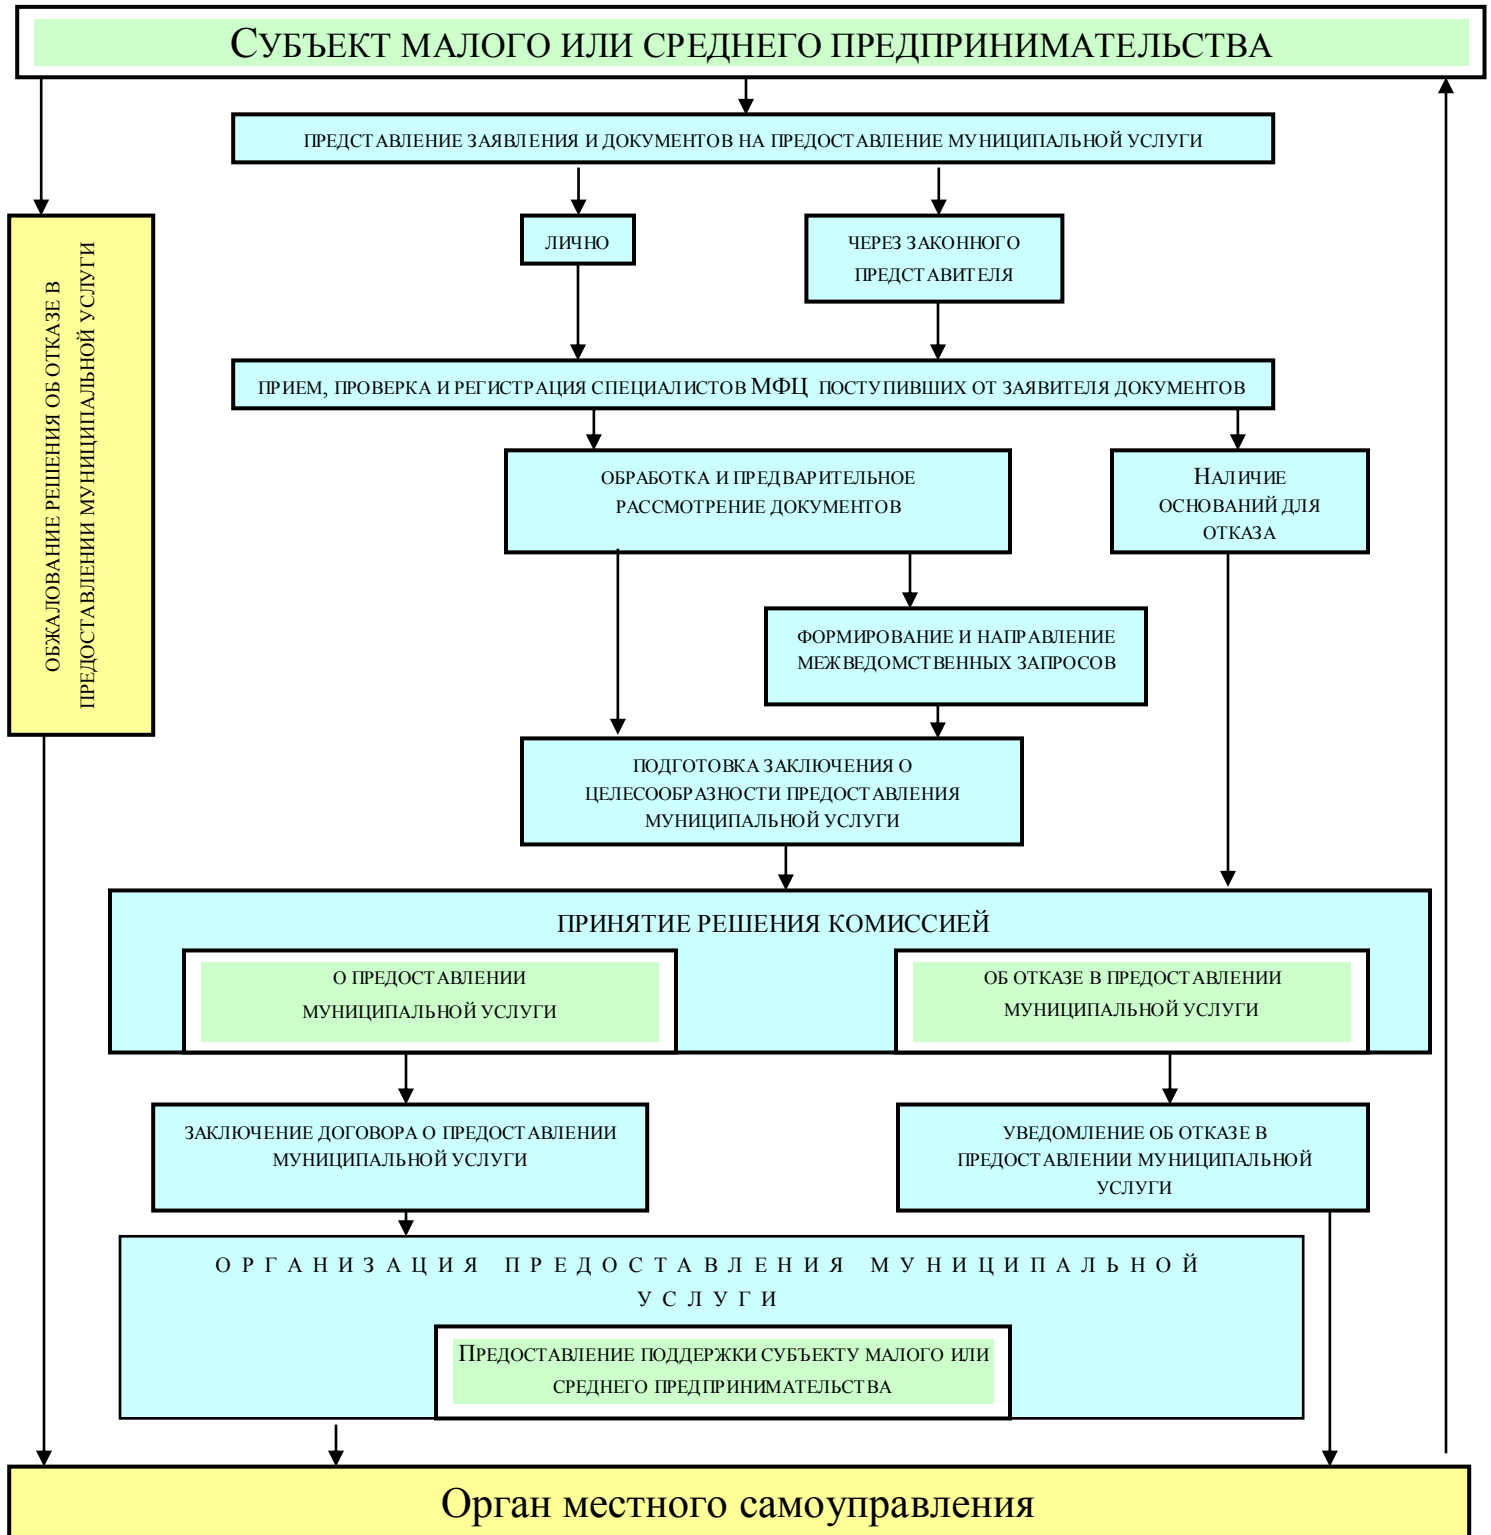 СУБЪЕКТ МАЛОГО ИЛИ СРЕДНЕГО ПРЕДПРИНИМАТЕЛЬСТВА
ПРЕДСТАВЛЕНИЕ ЗАЯВЛЕНИЯ И ДОКУМЕНТОВ НА ПРЕДОСТАВЛЕНИЕ МУНИЦИПАЛЬНОЙ УСЛУГИ
ЛИЧНО
ЧЕРЕЗ ЗАКОННОГО
ПРЕДСТАВИТЕЛЯ
ОБЖАЛОВАНИЕ РЕШЕНИЯ ОБ ОТКАЗЕ В
ПРЕДОСТАВЛЕНИИ МУНИЦИПАЛЬНОЙ УСЛУГИ
ПРИЕМ, ПРОВЕРКА И РЕГИСТРАЦИЯ СПЕЦИАЛИСТОВ МФЦ ПОСТУПИВШИХ ОТ ЗАЯВИТЕЛЯ ДОКУМЕНТОВ
ОБРАБОТКА И ПРЕДВАРИТЕЛЬНОЕ
РАССМОТРЕНИЕ ДОКУМЕНТОВ
НАЛИЧИЕ
ОСНОВАНИЙ ДЛЯ
ОТКАЗА
ФОРМИРОВАНИЕ И НАПРАВЛЕНИЕ
МЕЖВЕДОМСТВЕННЫХ ЗАПРОСОВ
ПОДГОТОВКА ЗАКЛЮЧЕНИЯ О
ЦЕЛЕСООБРАЗНОСТИ ПРЕДОСТАВЛЕНИЯ
МУНИЦИПАЛЬНОЙ УСЛУГИ
ПРИНЯТИЕ РЕШЕНИЯ КОМИССИЕЙ
О ПРЕДОСТАВЛЕНИИ
МУНИЦИПАЛЬНОЙ УСЛУГИ
ОБ ОТКАЗЕ В ПРЕДОСТАВЛЕНИИ
МУНИЦИПАЛЬНОЙ УСЛУГИ
ЗАКЛЮЧЕНИЕ ДОГОВОРА О ПРЕДОСТАВЛЕНИИ
МУНИЦИПАЛЬНОЙ УСЛУГИ
УВЕДОМЛЕНИЕ ОБ ОТКАЗЕ В
ПРЕДОСТАВЛЕНИИ МУНИЦИПАЛЬНОЙ
УСЛУГИ
ОРГАНИЗАЦИЯ ПРЕДОСТАВЛЕНИЯ МУНИЦИПАЛЬНОЙ
УСЛУГИ
ПРЕДОСТАВЛЕНИЕ ПОДДЕРЖКИ СУБЪЕКТУ МАЛОГО ИЛИ
СРЕДНЕГО ПРЕДПРИНИМАТЕЛЬСТВА
Орган местного самоуправления